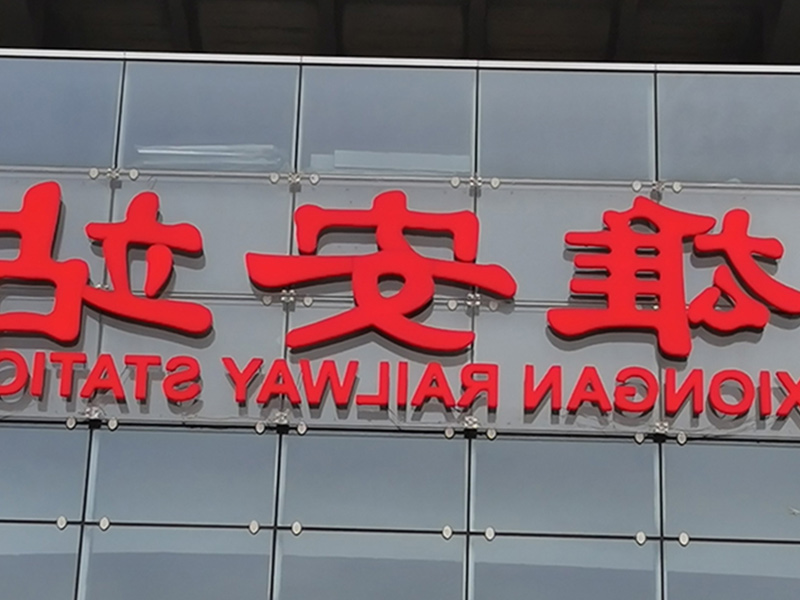 雄安站
XIONGAN RAILWAY STATIO